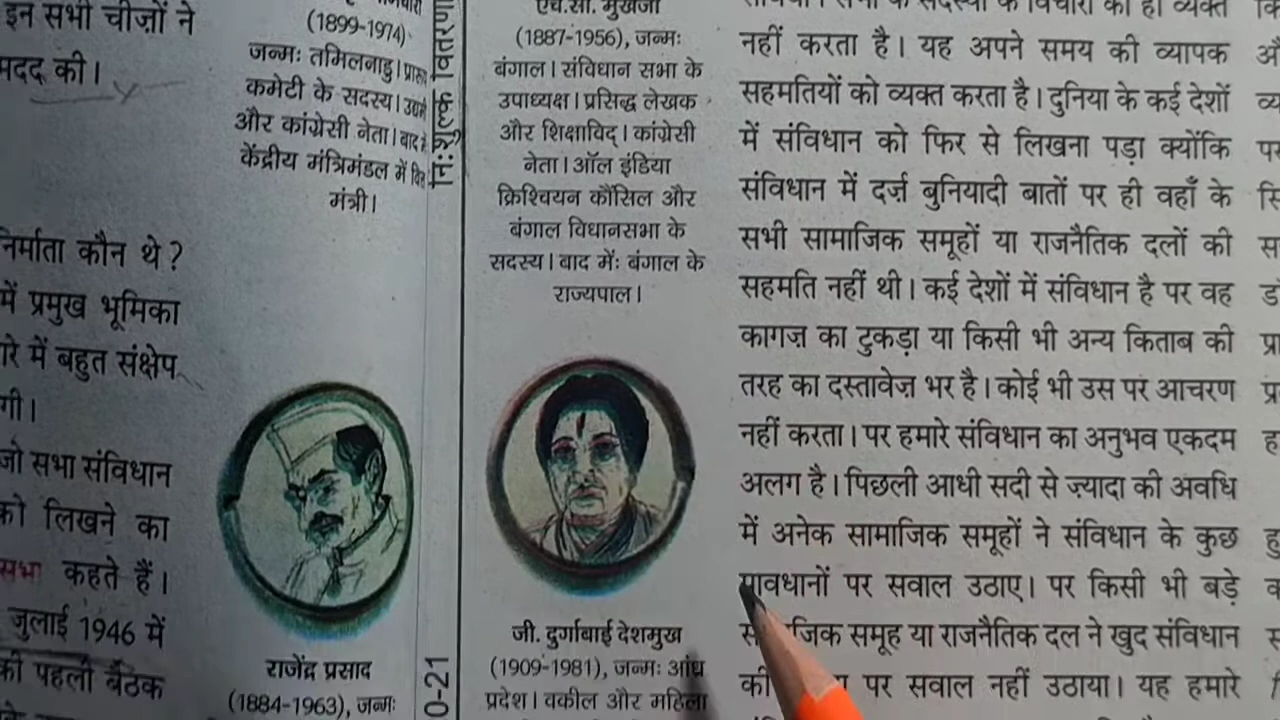 इन सभी चीज़ों ने
मदद की।
निर्माता कौन थे?
में प्रमुख भूमिका
में बहुत संक्षेप
गी।
जो सभा संविधान
को लिखने का
सभा कहते हैं।
जुलाई 1946 में
की पहली बैठक
(1899-1974)
जन्मः तमिलनाडु। प्रारूप
कमेटी के सदस्य।
और कांग्रेसी नेता। बाद में
केंद्रीय मंत्रिमंडल में वित्त
मंत्री।
राजेंद्र प्रसाद
(1884-1963), जन्मः
निःशुल्क वितरण
0-21
एच.सी. मुखर्जी
(1887-1956), जन्मः
बंगाल। संविधान सभा के
उपाध्यक्ष। प्रसिद्ध लेखक
और शिक्षाविद्। कांग्रेसी
नेता। ऑल इंडिया
क्रिश्चियन कौंसिल और
बंगाल विधानसभा के
सदस्य। बाद मेंः बंगाल के
राज्यपाल।
जी. दुर्गाबाई देशमुख
(1909-1981), जन्मः आंध्र
प्रदेश। वकील और महिला
के सदस्यों के विचारों को ही व्यक्त
नहीं करता है। यह अपने समय की व्यापक
सहमतियों को व्यक्त करता है। दुनिया के कई देशों
में संविधान को फिर से लिखना पड़ा क्योंकि
संविधान में दर्ज़ बुनियादी बातों पर ही वहाँ के
सभी सामाजिक समूहों या राजनैतिक दलों की
सहमति नहीं थी। कई देशों में संविधान है पर वह
कागज़ का टुकड़ा या किसी भी अन्य किताब की
तरह का दस्तावेज़ भर है। कोई भी उस पर आचरण
नहीं करता। पर हमारे संविधान का अनुभव एकदम
अलग है। पिछली आधी सदी से ज्यादा की अवधि
में अनेक सामाजिक समूहों ने संविधान के कुछ
प्रावधानों पर सवाल उठाए। पर किसी भी बड़े
सामाजिक समूह या राजनैतिक दल ने खुद संविधान
की पर सवाल नहीं उठाया। यह हमारे